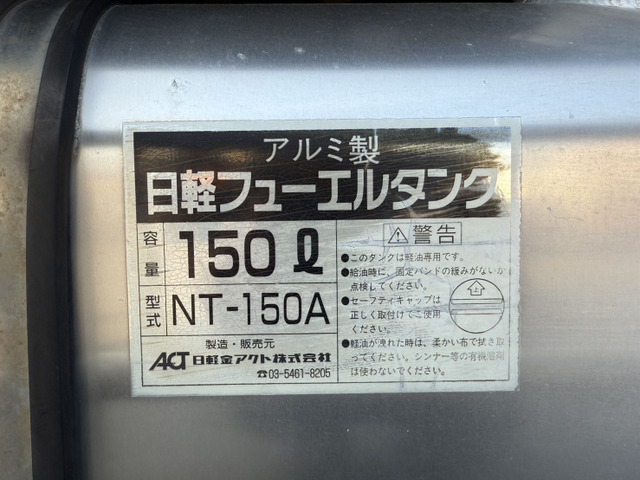 アルミ製
日軽フューエルタンク
容量 150ℓ
型式 NT-150A
製造・販売元
ACT 日軽金アクト株式会社
☎03-5461-8205
⚠警告
●このタンクは軽油専用です。
●給油時に、固定バンドの緩みがないか
点検してください。
●セーフティキャップは
正しく取付けてご使用
ください。
●軽油が洩れた時は、柔かい布で拭き取
ってください。シンナー等の有機溶剤
は使わないでください。